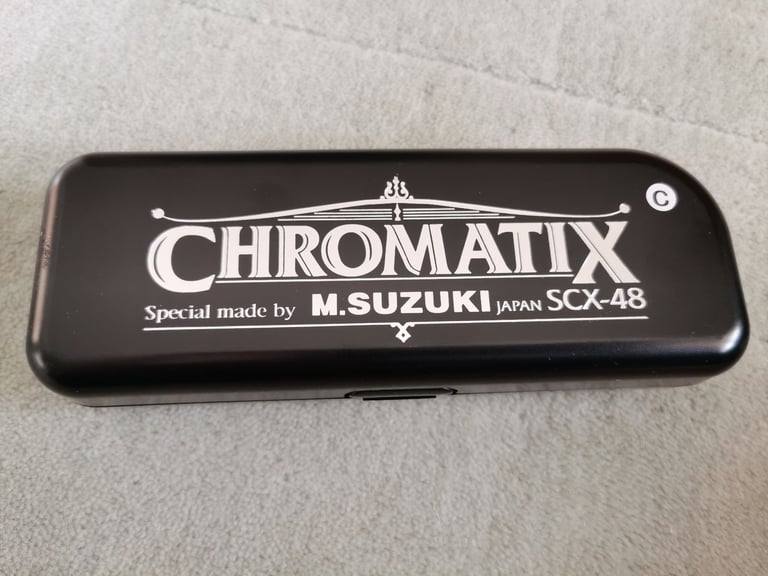 C
CHROMATIX
Special made by M.SUZUKI JAPAN SCX-48